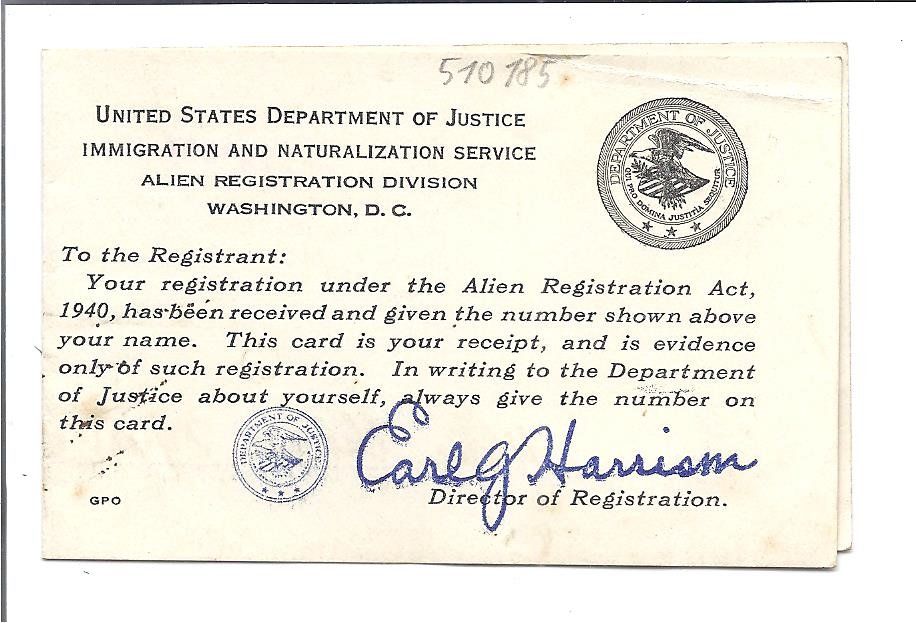 510185
UNITED STATES DEPARTMENT OF JUSTICE
IMMIGRATION AND NATURALIZATION SERVICE
ALIEN REGISTRATION DIVISION
WASHINGTON, D. C.
DEPARTMENT OF JUSTICE
QUI PRO DOMINA JUSTITIA SEQUITUR
To the Registrant:
Your registration under the Alien Registration Act,
1940, has been received and given the number shown above
your name. This card is your receipt, and is evidence
only of such registration. In writing to the Department
of Justice about yourself, always give the number on
this card.
DEPARTMENT OF JUSTICE
Earl G Harrison
Director of Registration.
GPO